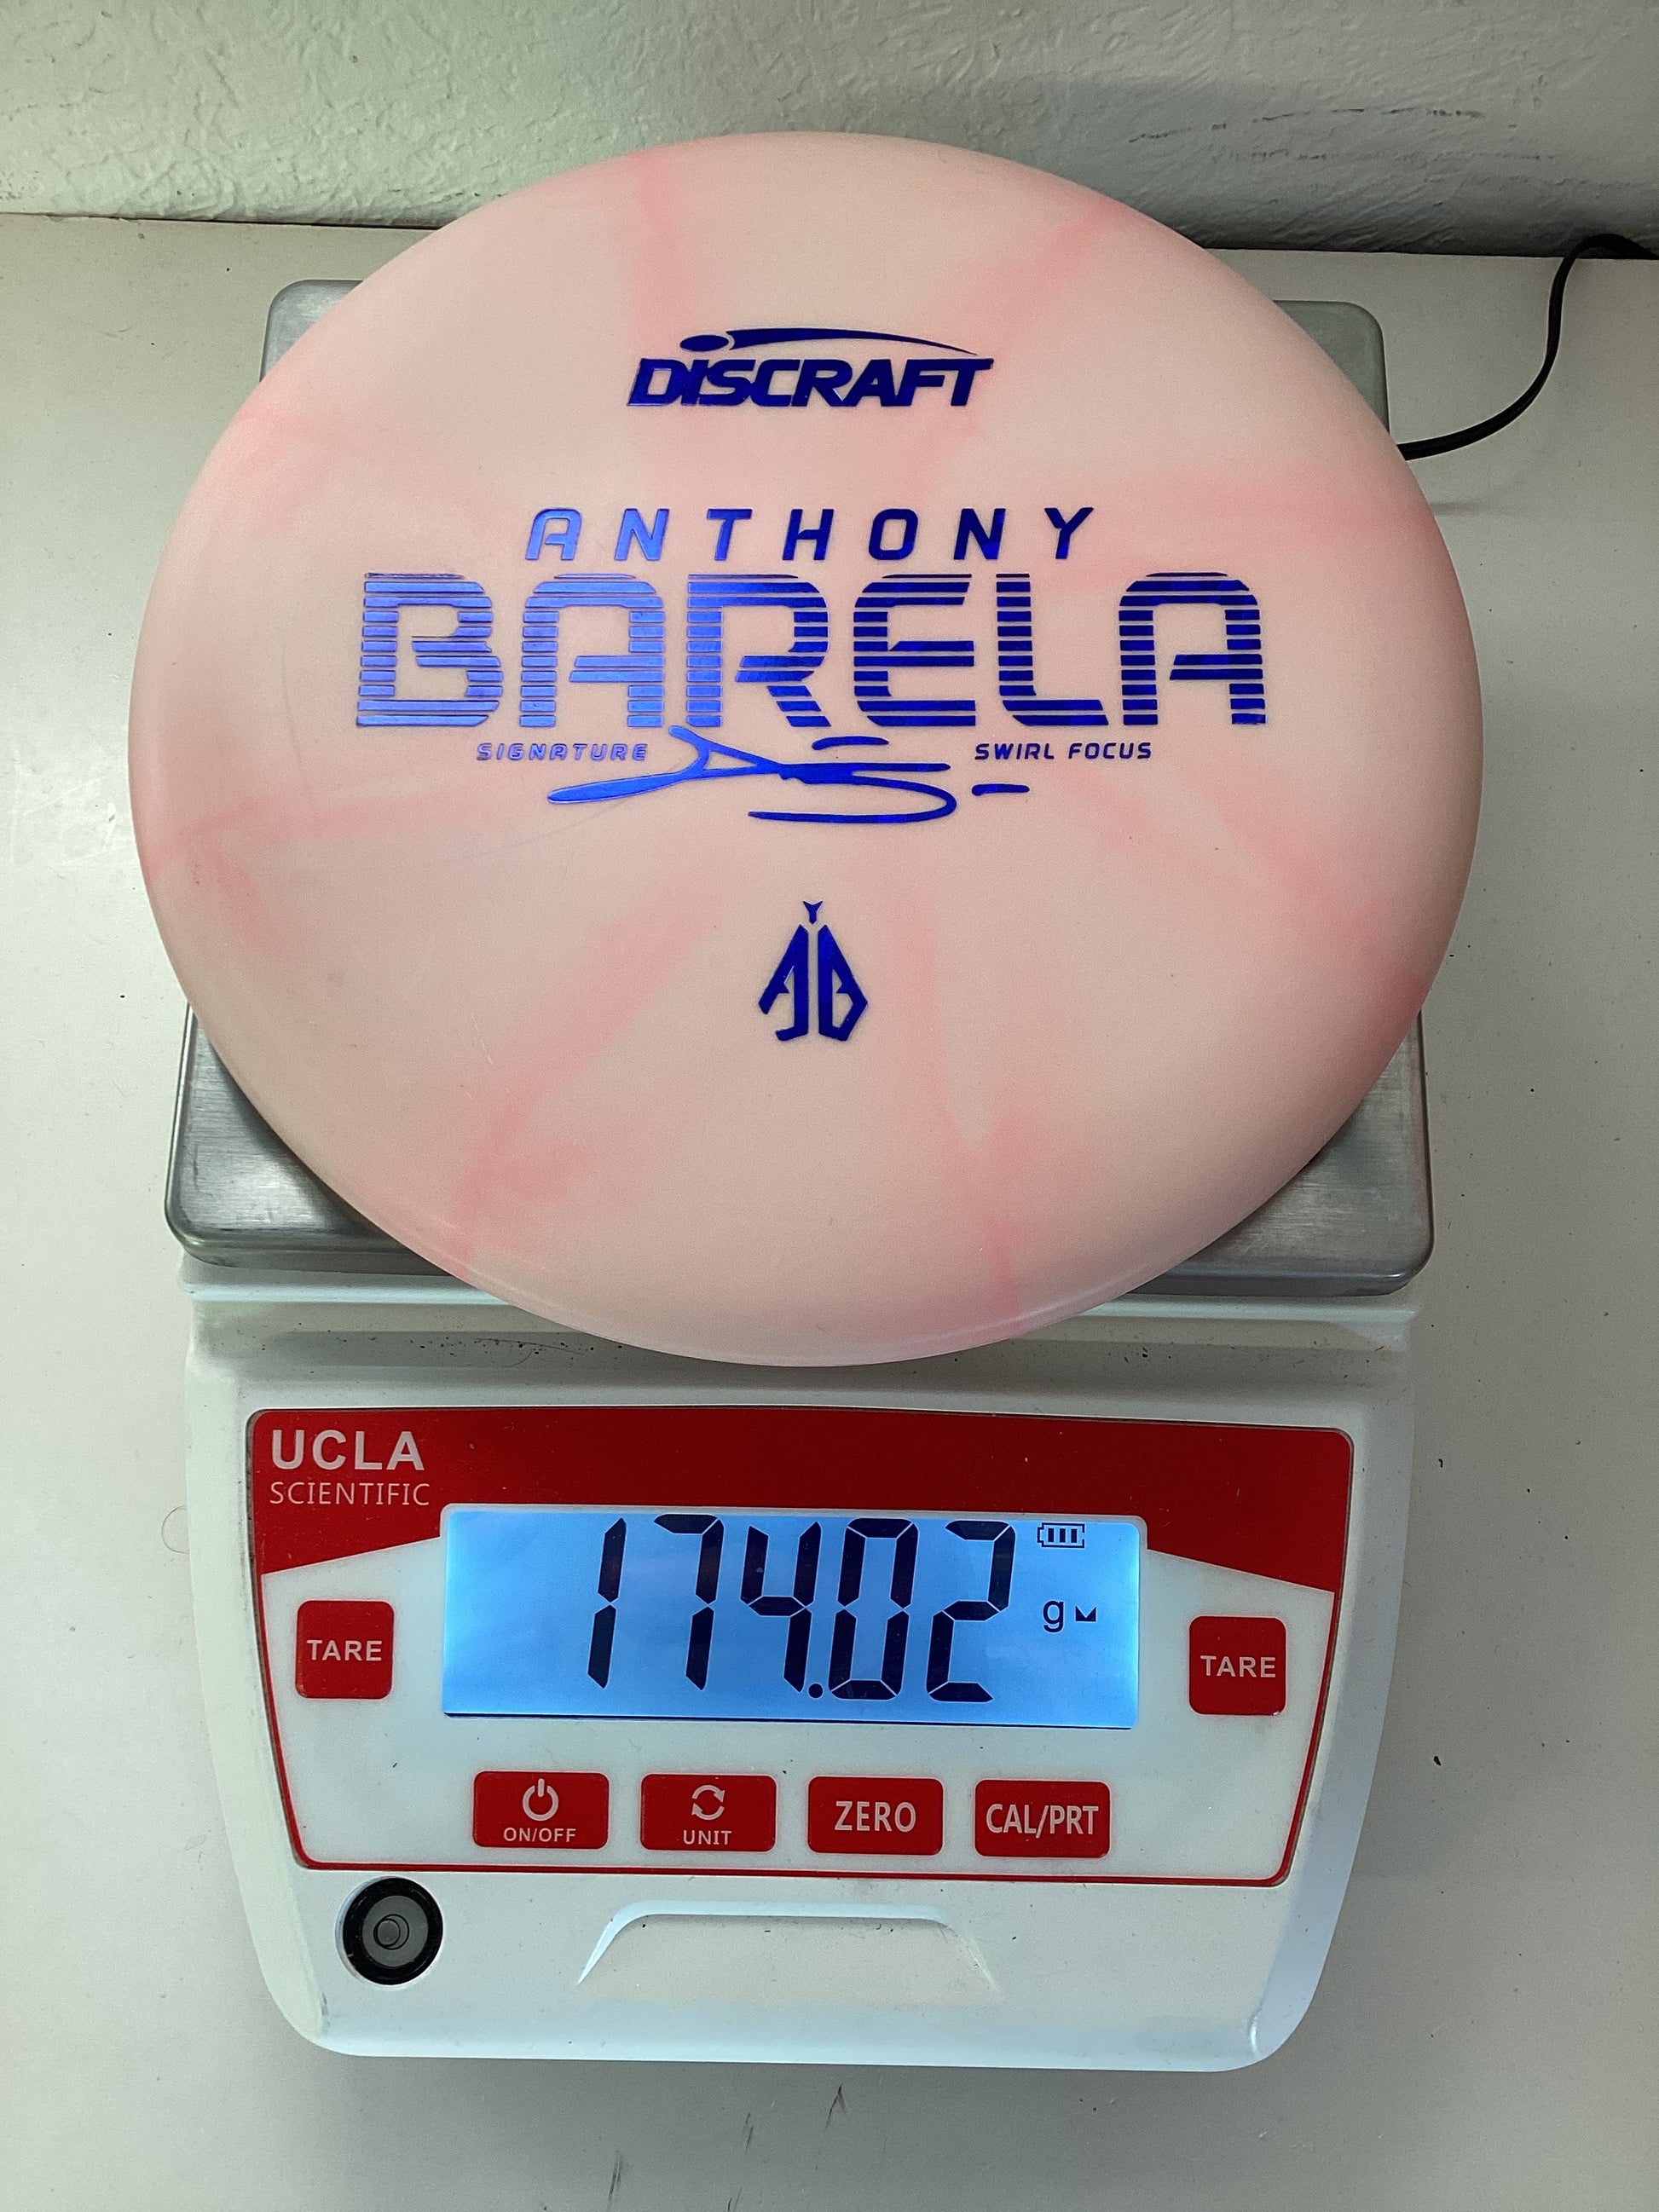 DISCRAFT
ANTHONY
BARELA
SIGNATURE SWIRL FOCUS
AB
UCLA
SCIENTIFIC
174.02 g
TARE TARE
ON/OFF UNIT ZERO CAL/PRT